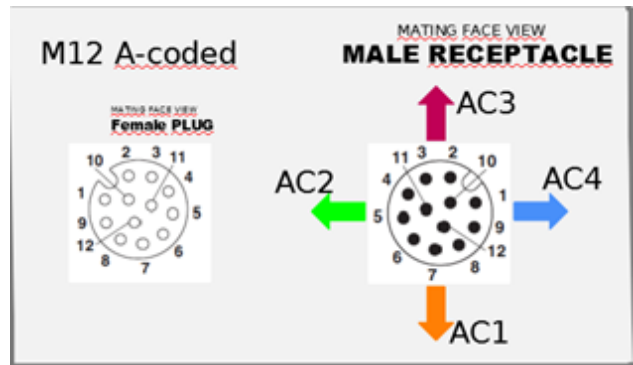 M12 A-coded
MATING FACE VIEW
MALE RECEPTACLE
MATING FACE VIEW
Female PLUG
AC3
10 2 3 11
4
1
5
9
12
8 7 6
AC2
11 3 2 10
4
1
5
9
12
6 7 8
AC4
AC1